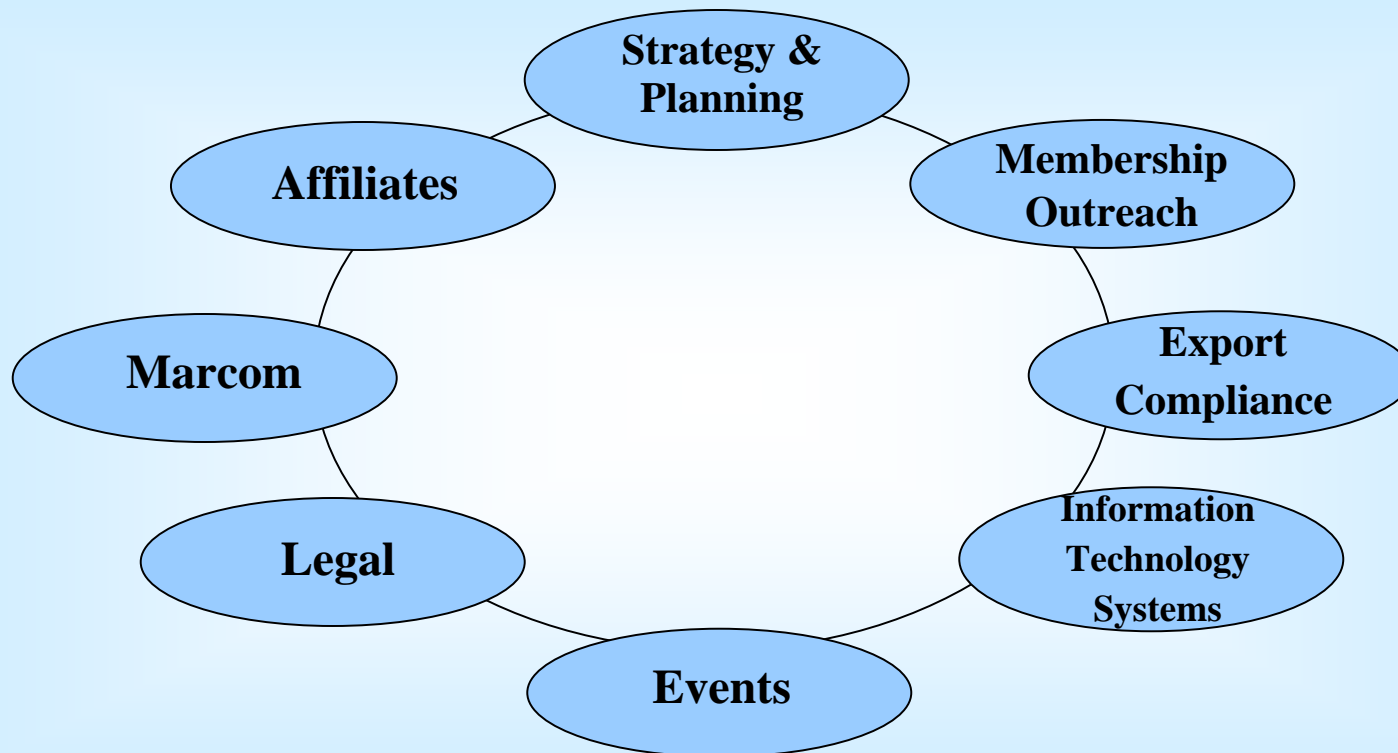 Strategy &
Planning
Affiliates
Membership
Outreach
Marcom
Export
Compliance
Legal
Information
Technology
Systems
Events